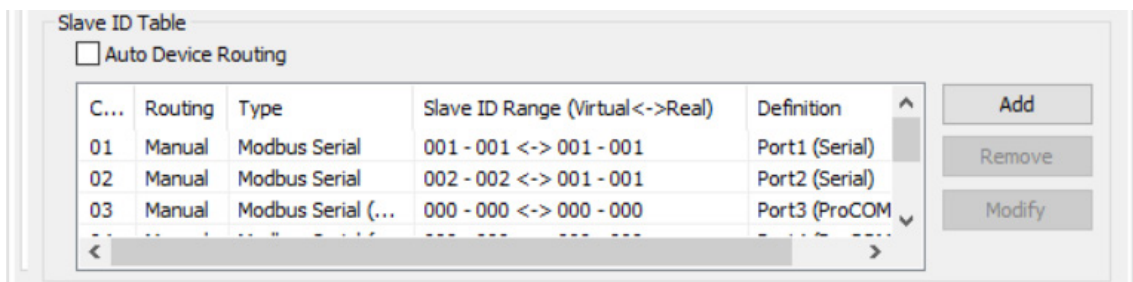 Slave ID Table
Auto Device Routing
C... Routing Type Slave ID Range (Virtual<->Real) Definition
01 Manual Modbus Serial 001 - 001 <-> 001 - 001 Port1 (Serial)
02 Manual Modbus Serial 002 - 002 <-> 001 - 001 Port2 (Serial)
03 Manual Modbus Serial (... 000 - 000 <-> 000 - 000 Port3 (ProCOM
Add
Remove
Modify